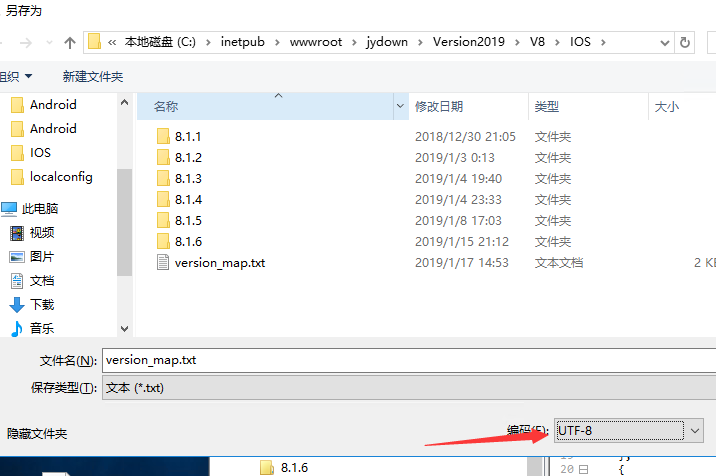 另存为
« 本地磁盘 (C:) › inetpub › wwwroot › jydown › Version2019 › V8 › IOS ›
组织 新建文件夹
名称 修改日期 类型 大小
Android
Android
IOS
localconfig
此电脑
视频
图片
文档
下载
音乐
8.1.1 2018/12/30 21:05 文件夹
8.1.2 2019/1/3 0:13 文件夹
8.1.3 2019/1/4 19:40 文件夹
8.1.4 2019/1/4 23:33 文件夹
8.1.5 2019/1/8 17:03 文件夹
8.1.6 2019/1/15 21:12 文件夹
version_map.txt 2019/1/17 14:53 文本文档 2 KB
文件名(N): version_map.txt
保存类型(T): 文本 (*.txt)
隐藏文件夹 编码(E): UTF-8
8.1.6
20 {